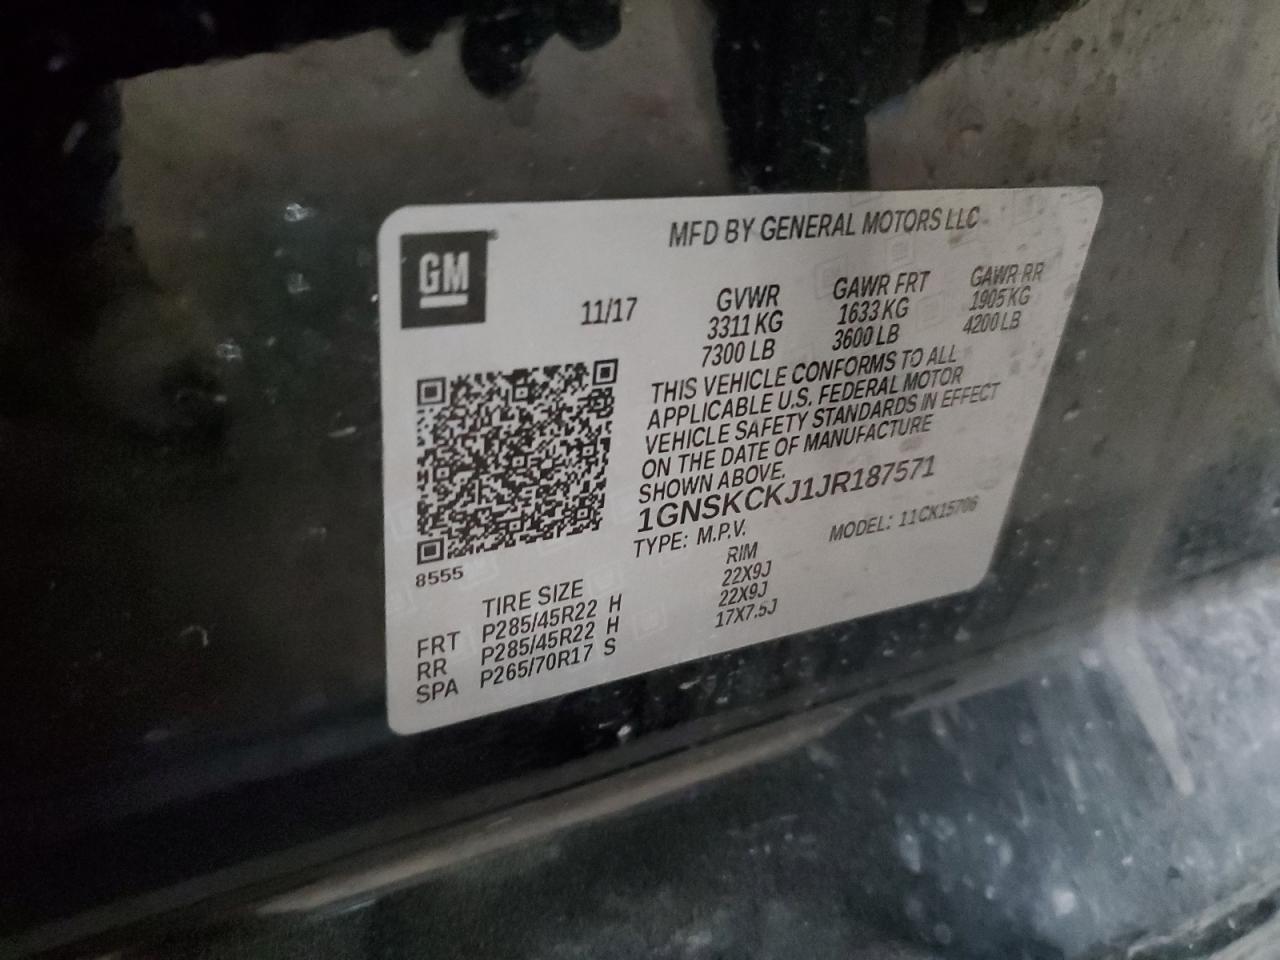 GM
MFD BY GENERAL MOTORS LLC
11/17
GVWR GAWR FRT GAWR RR
3311 KG 1633 KG 1905 KG
7300 LB 3600 LB 4200 LB
THIS VEHICLE CONFORMS TO ALL
APPLICABLE U.S. FEDERAL MOTOR
VEHICLE SAFETY STANDARDS IN EFFECT
ON THE DATE OF MANUFACTURE
SHOWN ABOVE.
1GNSKCKJ1JR187571
TYPE: M.P.V. MODEL: 11CK15706
8555
TIRE SIZE RIM
FRT P285/45R22 H 22X9J
RR P285/45R22 H 22X9J
SPA P265/70R17 S 17X7.5J